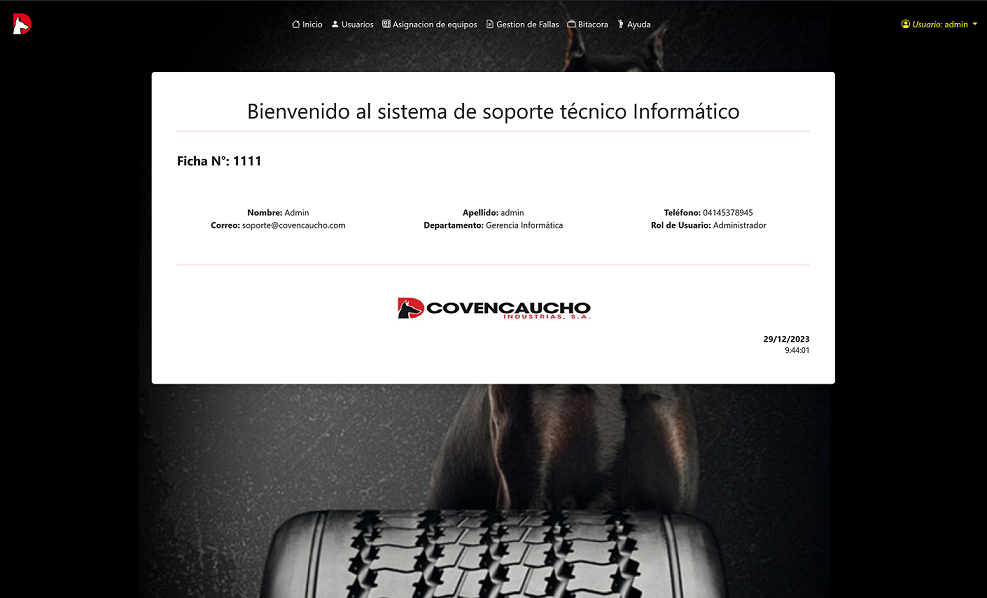 Inicio Usuarios Asignacion de equipos Gestion de Fallas Bitacora Ayuda Usuario: admin
Bienvenido al sistema de soporte técnico Informático
Ficha N°: 1111
Nombre: Admin Apellido: admin Teléfono: 04145378945
Correo: soporte@covencaucho.com Departamento: Gerencia Informática Rol de Usuario: Administrador
COVENCAUCHO
INDUSTRIAS, S.A.
29/12/2023
9:44:01